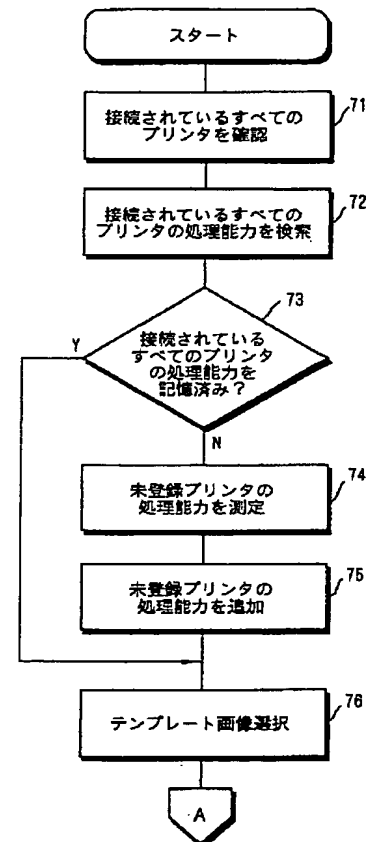 スタート
71
接続されているすべての
プリンタを確認
72
接続されているすべての
プリンタの処理能力を検索
73
Y
接続されている
すべてのプリンタ
の処理能力を
記憶済み?
N
74
未登録プリンタの
処理能力を測定
75
未登録プリンタの
処理能力を追加
76
テンプレート画像選択
A